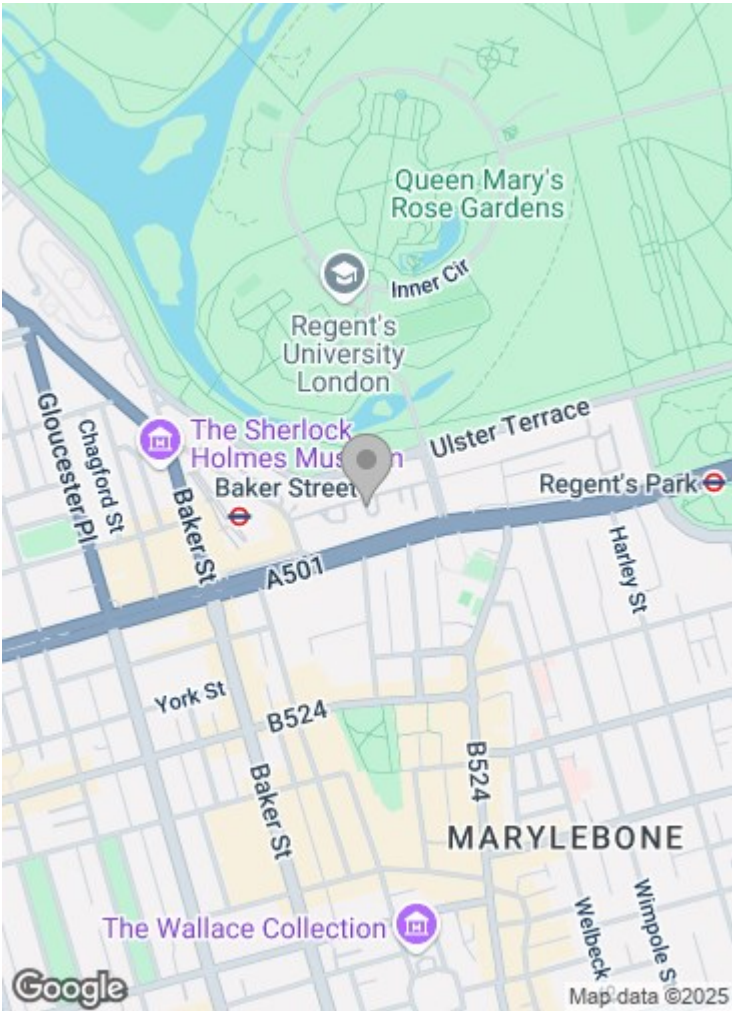 Queen Mary's
Rose Gardens
Inner Cir
Regent's
University
London
Ulster Terrace
Gloucester Pl
Chagford St
The Sherlock
Holmes
Baker Street
Regent's Park
Baker St
A501
Harley St
York St
B524
B524
Baker St
MARYLEBONE
The Wallace Collection
Welbeck
Wimpole St
Google
Map data ©2025